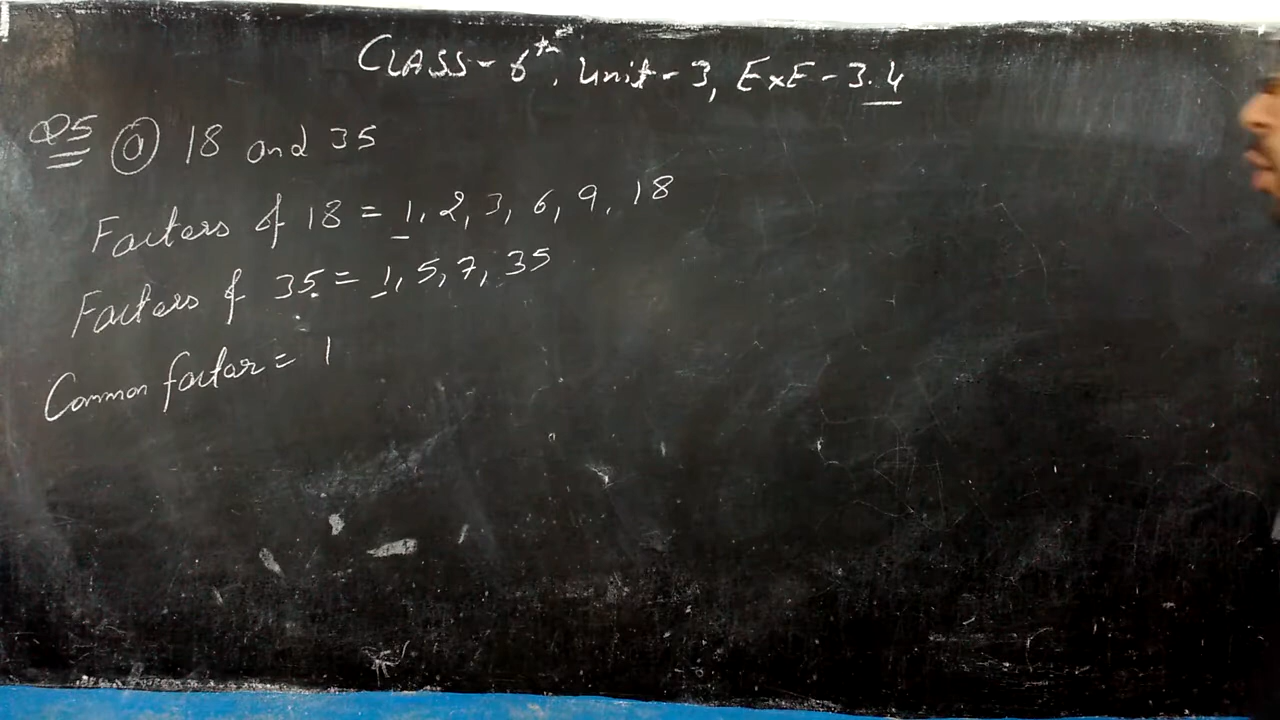 CLASS-6th, Unit-3, ExE-3.4
Q5 (a) 18 and 35
Factors of 18 = 1, 2, 3, 6, 9, 18
Factors of 35 = 1, 5, 7, 35
Common factor = 1